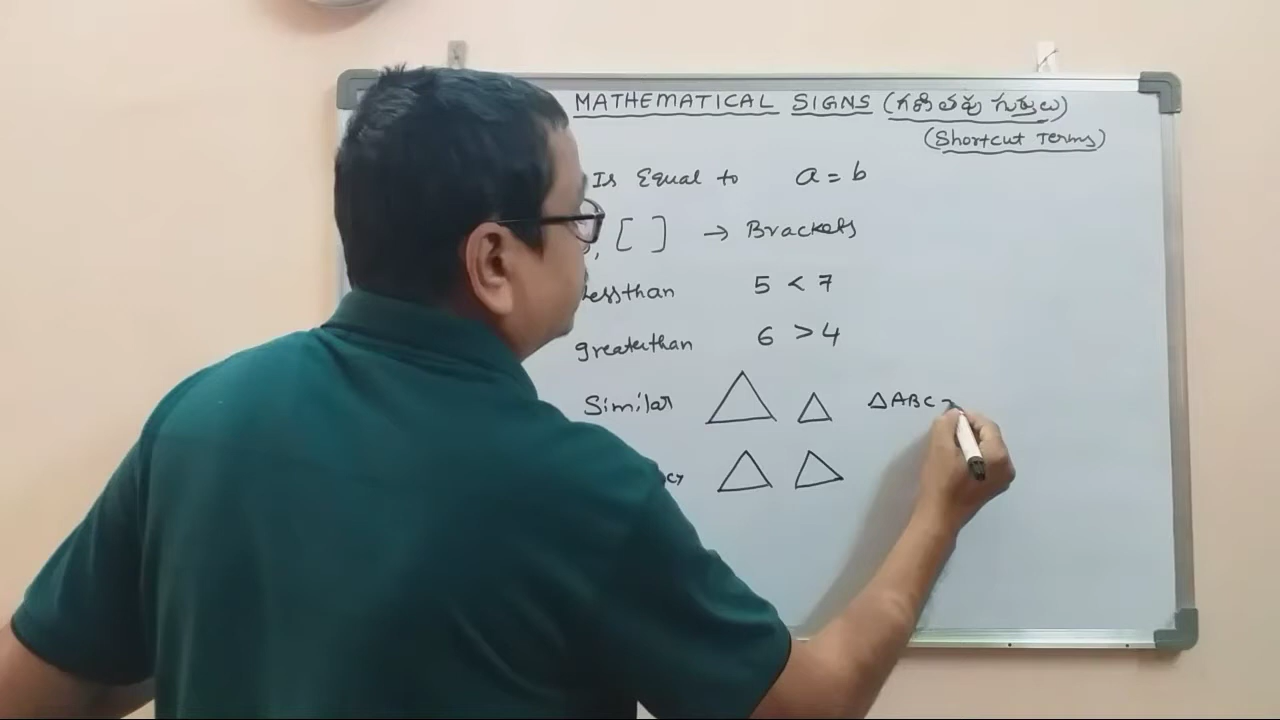 MATHEMATICAL SIGNS (గణితపు గుర్తులు)
(Shortcut Terms)
Is Equal to a = b
, [ ] → Brackets
Lessthan 5 < 7
greaterthan 6 > 4
Similar △ △ △ABC
△ △